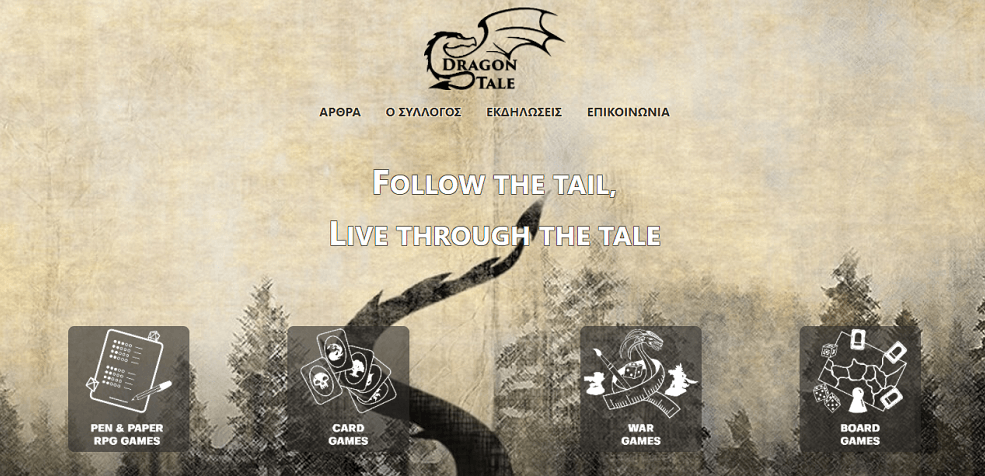 DRAGON
TALE
ΑΡΘΡΑ Ο ΣΥΛΛΟΓΟΣ ΕΚΔΗΛΩΣΕΙΣ ΕΠΙΚΟΙΝΩΝΙΑ
FOLLOW THE TAIL,
LIVE THROUGH THE TALE
PEN & PAPER
RPG GAMES
CARD
GAMES
WAR
GAMES
BOARD
GAMES